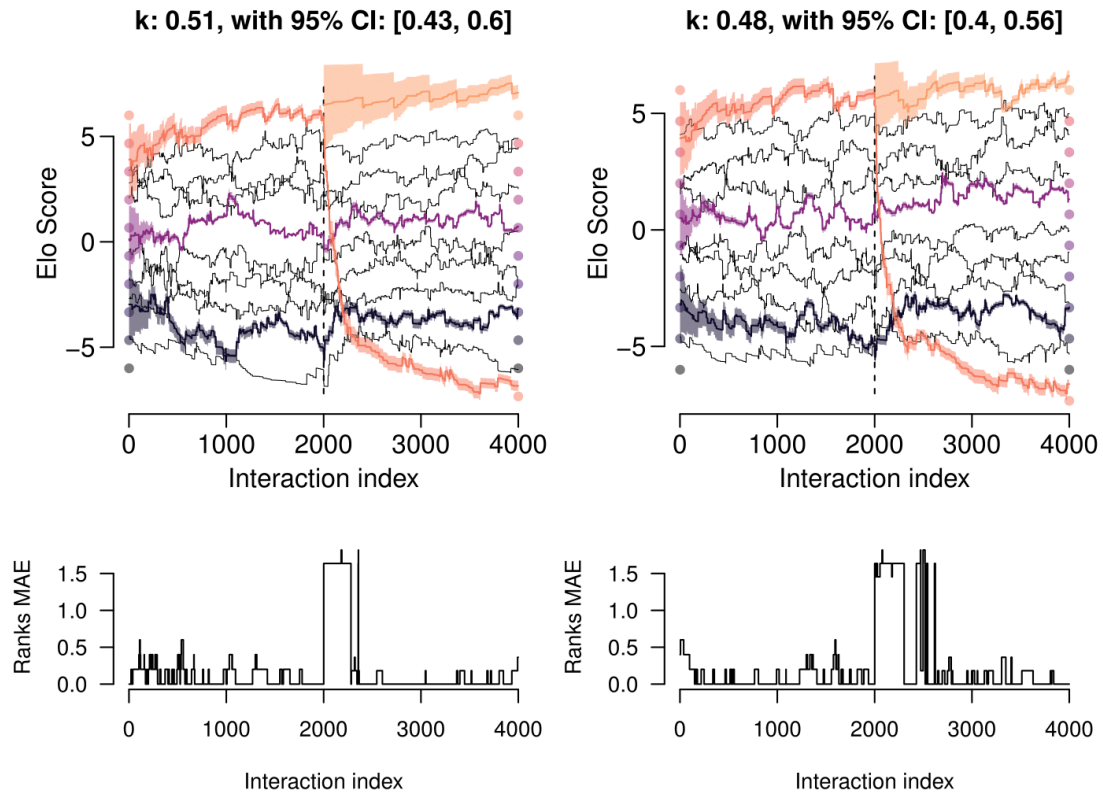 k: 0.51, with 95% CI: [0.43, 0.6]
5
0
−5
Elo Score
0 1000 2000 3000 4000
Interaction index
1.5
1.0
0.5
0.0
Ranks MAE
0 1000 2000 3000 4000
Interaction index
k: 0.48, with 95% CI: [0.4, 0.56]
5
0
−5
Elo Score
0 1000 2000 3000 4000
Interaction index
1.5
1.0
0.5
0.0
Ranks MAE
0 1000 2000 3000 4000
Interaction index